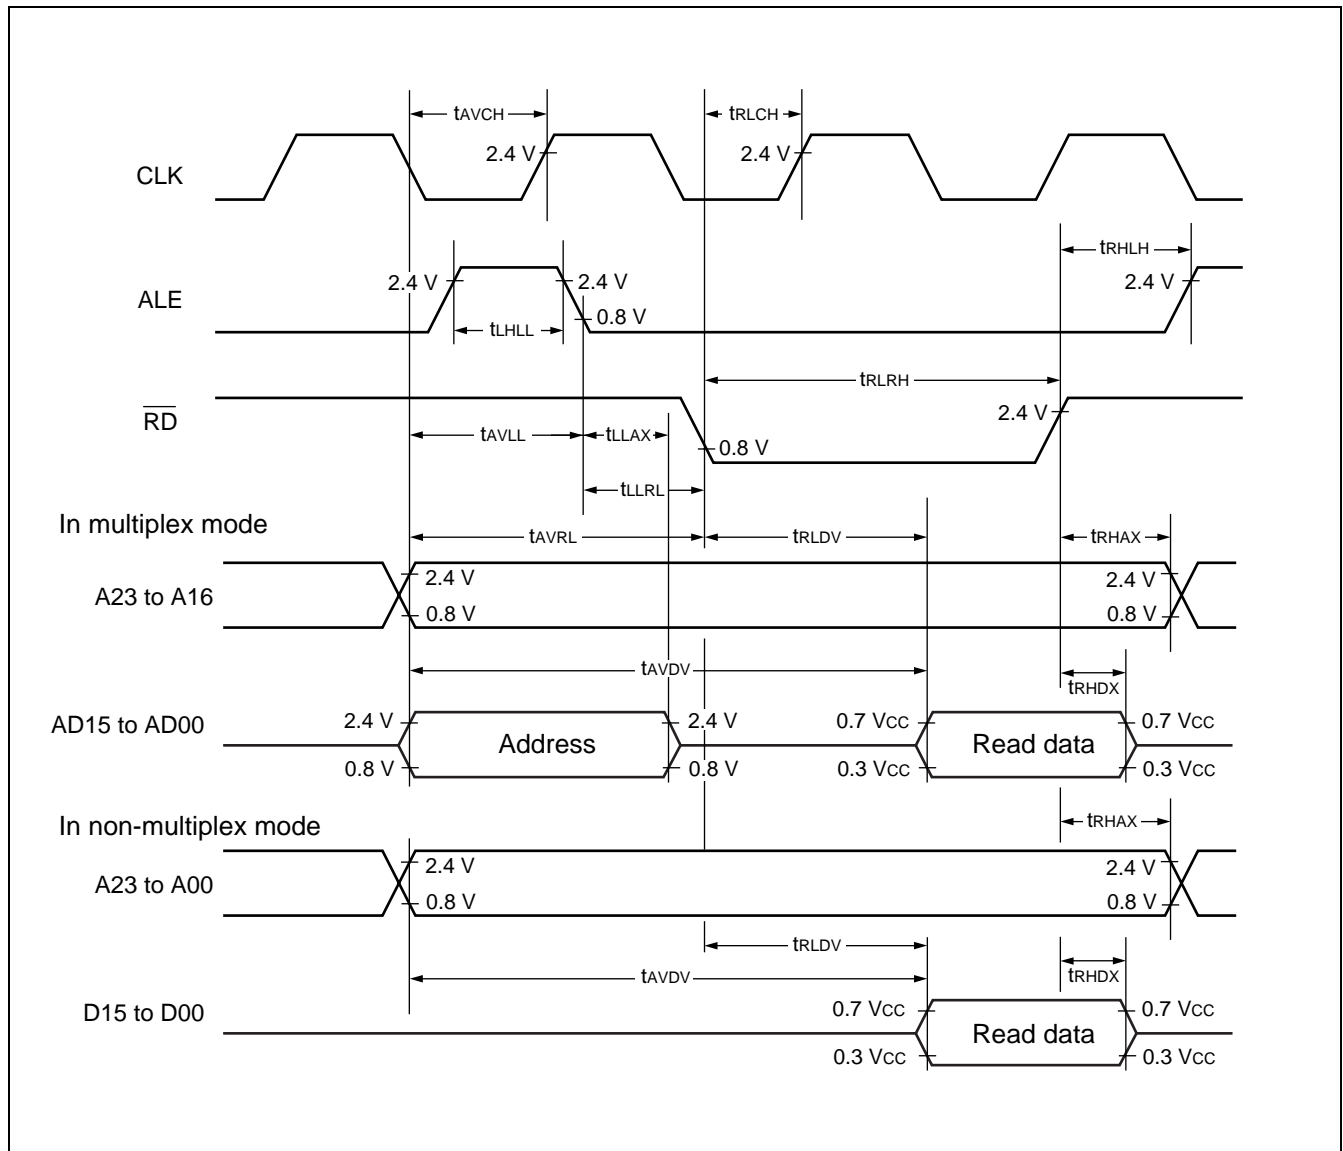 tAVCH
tRLCH
2.4 V
2.4 V
CLK
tRHLH
2.4 V
2.4 V
2.4 V
ALE
0.8 V
tLHLL
tRLRH
2.4 V
RD
tAVLL
tLLAX
0.8 V
tLLRL
In multiplex mode
tAVRL
tRLDV
tRHAX
2.4 V
2.4 V
A23 to A16
0.8 V
0.8 V
tAVDV
tRHDX
AD15 to AD00
2.4 V
2.4 V
0.7 VCC
0.7 VCC
Address
Read data
0.8 V
0.8 V
0.3 VCC
0.3 VCC
In non-multiplex mode
tRHAX
2.4 V
2.4 V
A23 to A00
0.8 V
0.8 V
tRLDV
tAVDV
tRHDX
D15 to D00
0.7 VCC
0.7 VCC
Read data
0.3 VCC
0.3 VCC